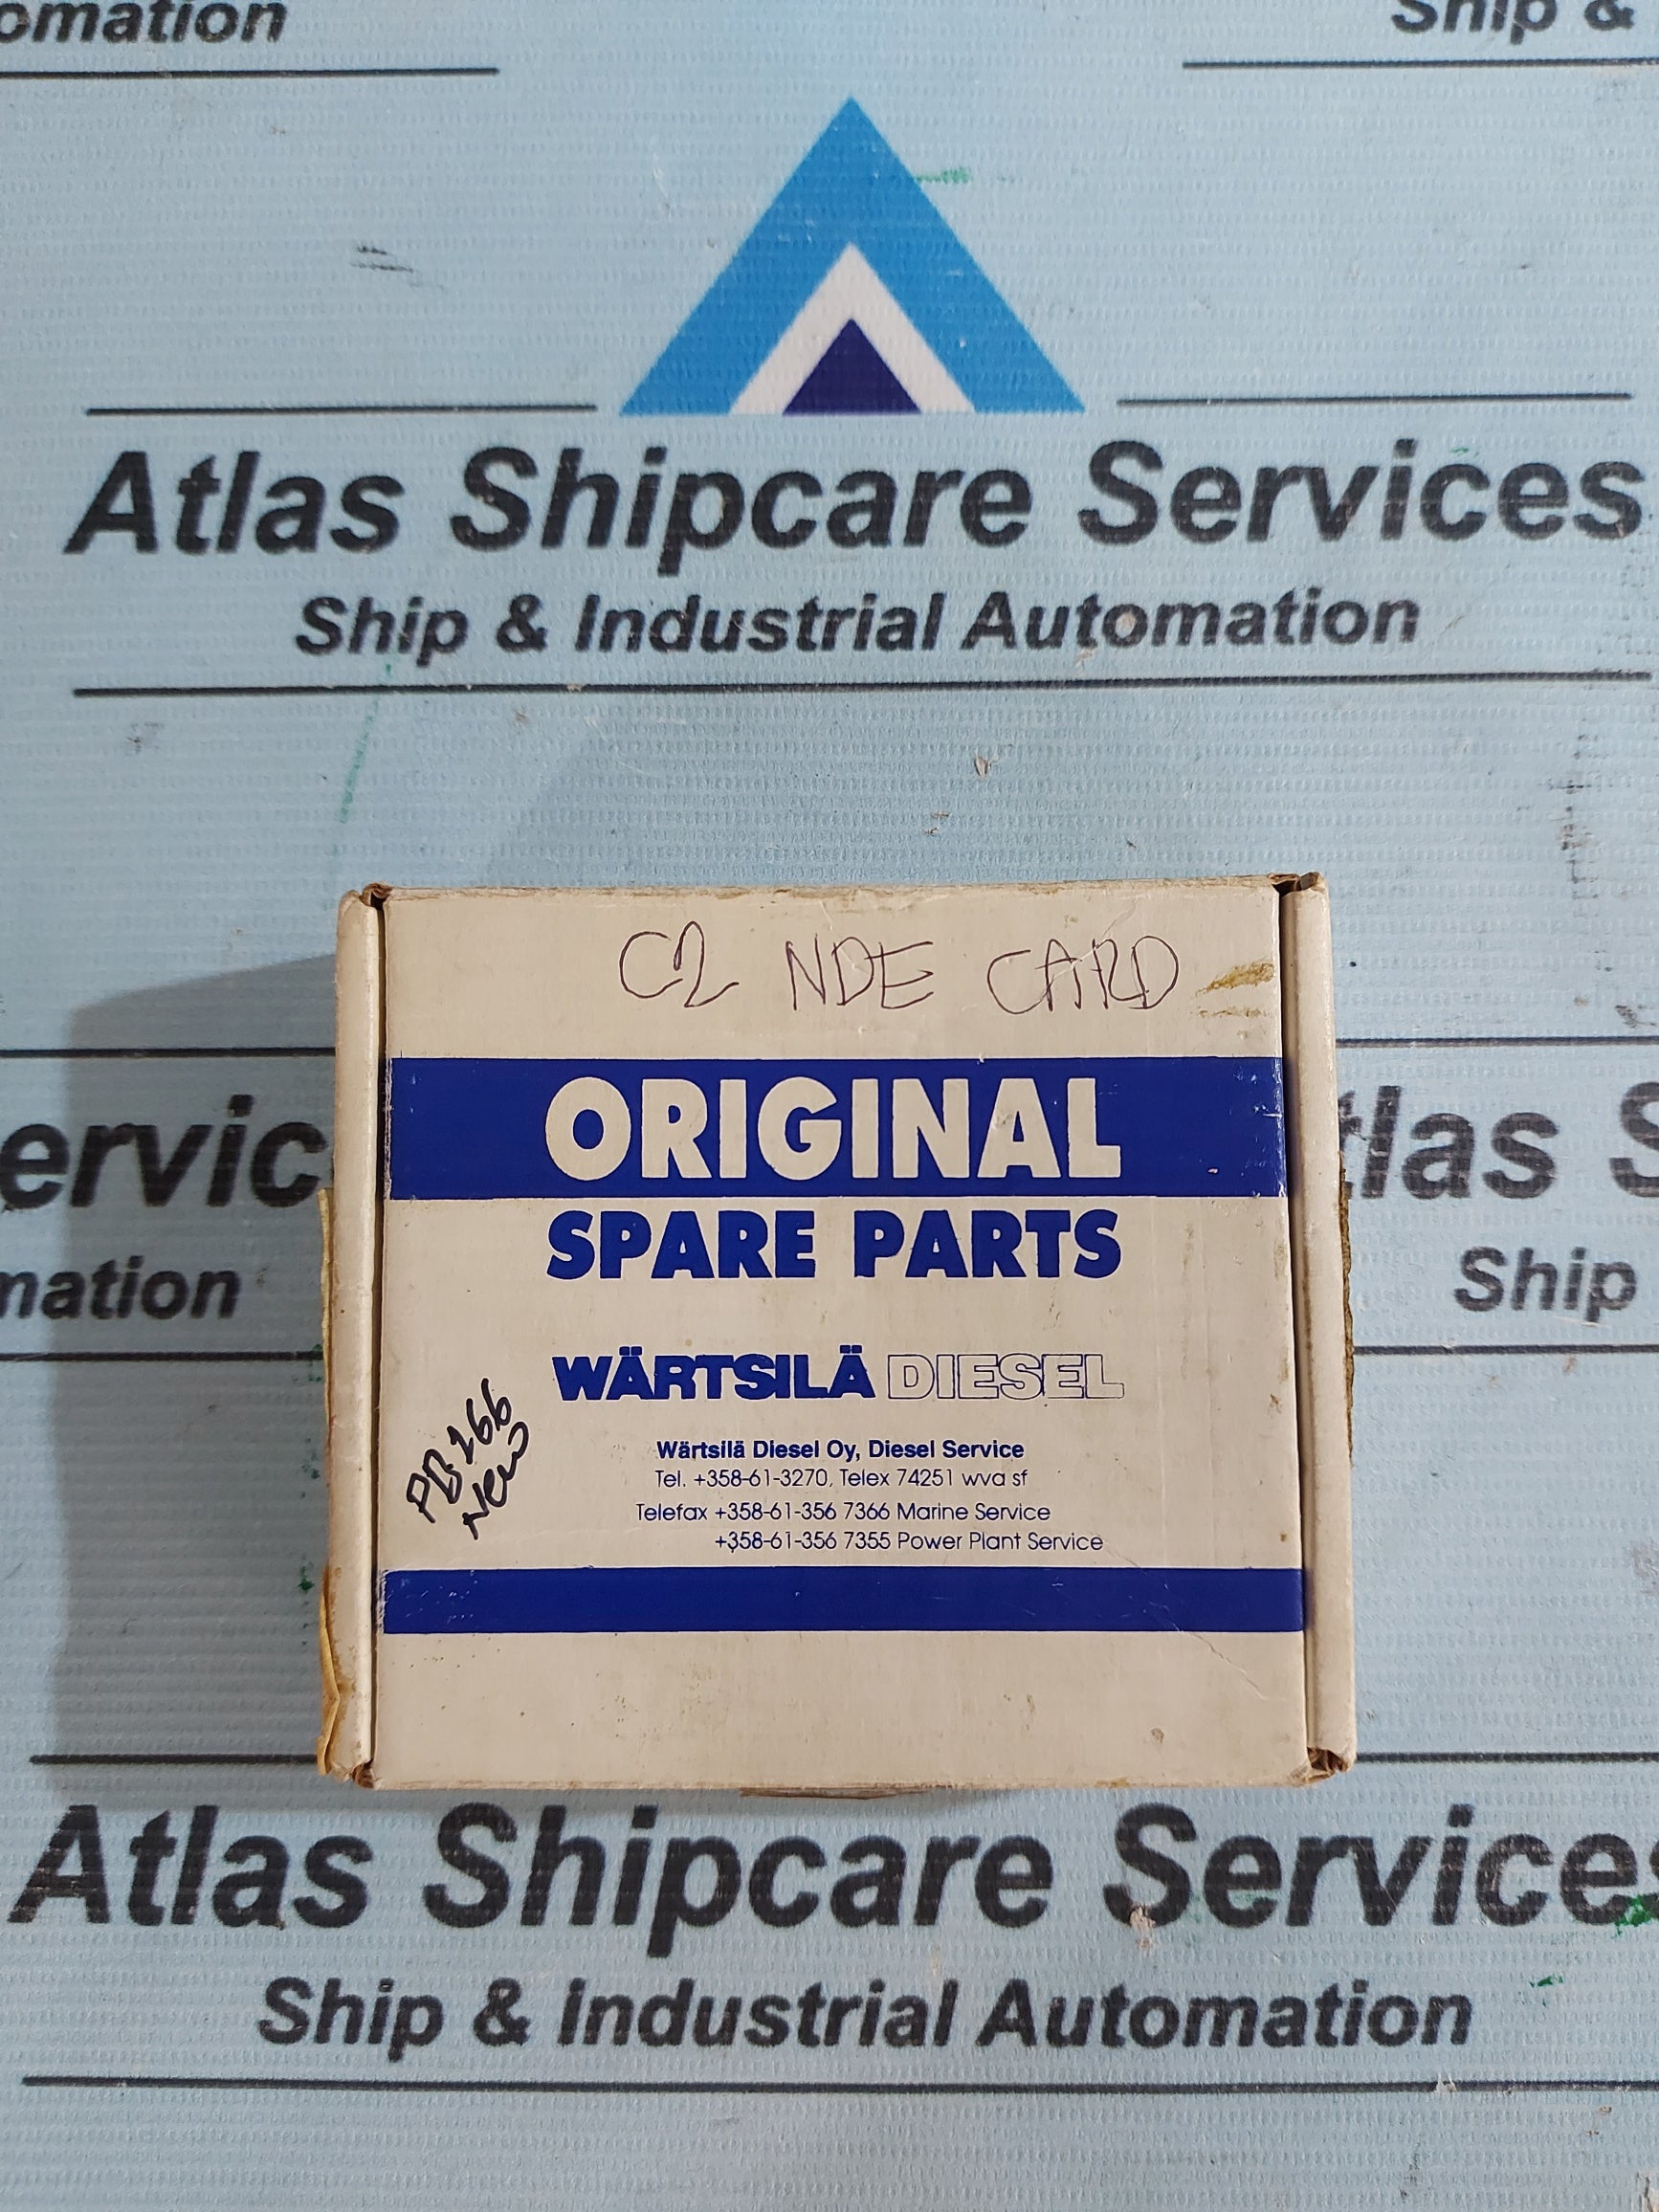 omation
Ship &
Atlas Shipcare Services
Ship & Industrial Automation
C2 NDE CARD
ORIGINAL
SPARE PARTS
WÄRTSILÄ DIESEL
Wärtsilä Diesel Oy, Diesel Service
Tel. +358-61-3270, Telex 74251 wva sf
Telefax +358-61-356 7366 Marine Service
+358-61-356 7355 Power Plant Service
PB166
New
ervic
tlas S
mation
Ship
Atlas Shipcare Services
Ship & Industrial Automation